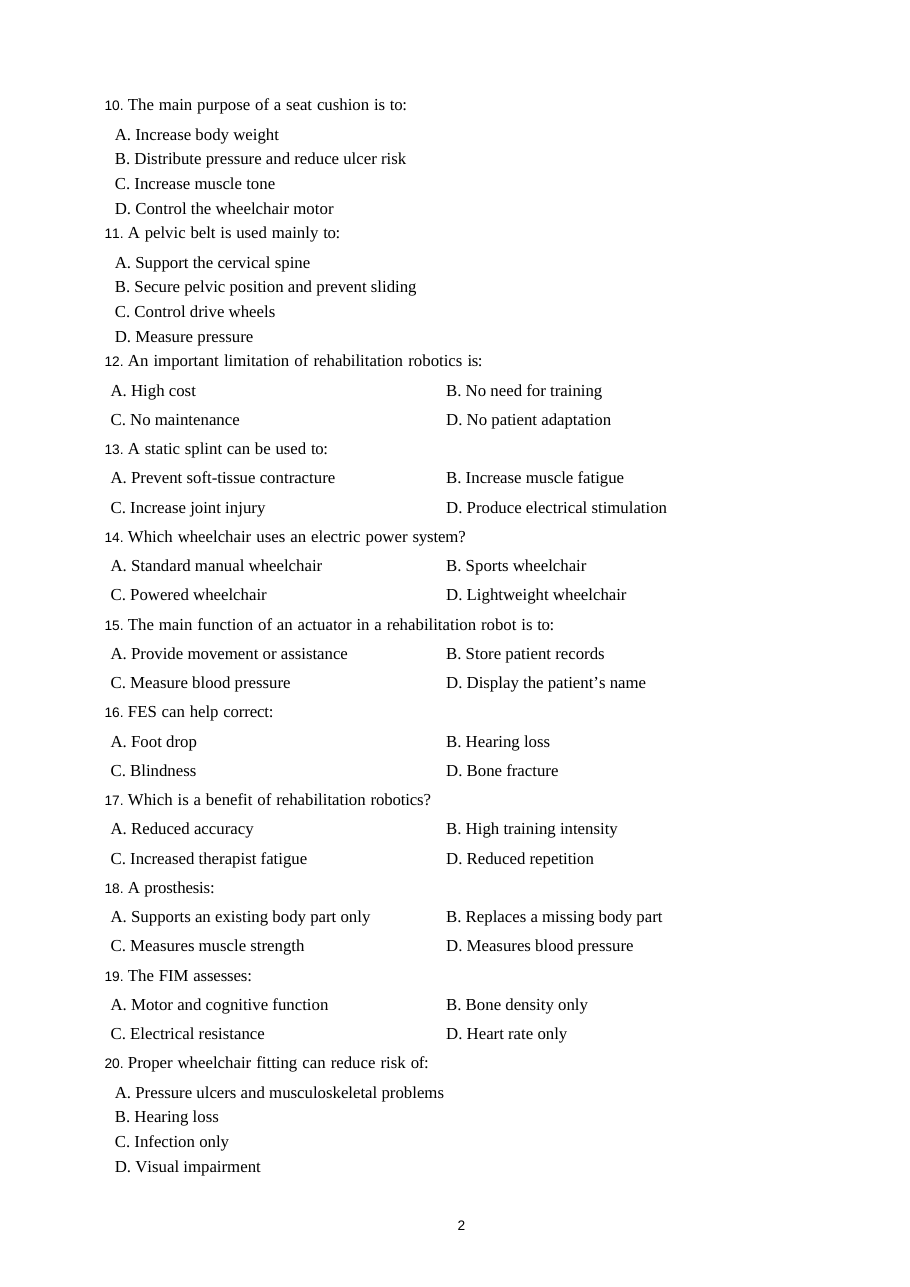 10. The main purpose of a seat cushion is to:
A. Increase body weight
B. Distribute pressure and reduce ulcer risk
C. Increase muscle tone
D. Control the wheelchair motor
11. A pelvic belt is used mainly to:
A. Support the cervical spine
B. Secure pelvic position and prevent sliding
C. Control drive wheels
D. Measure pressure
12. An important limitation of rehabilitation robotics is:
A. High cost B. No need for training
C. No maintenance D. No patient adaptation
13. A static splint can be used to:
A. Prevent soft-tissue contracture B. Increase muscle fatigue
C. Increase joint injury D. Produce electrical stimulation
14. Which wheelchair uses an electric power system?
A. Standard manual wheelchair B. Sports wheelchair
C. Powered wheelchair D. Lightweight wheelchair
15. The main function of an actuator in a rehabilitation robot is to:
A. Provide movement or assistance B. Store patient records
C. Measure blood pressure D. Display the patient’s name
16. FES can help correct:
A. Foot drop B. Hearing loss
C. Blindness D. Bone fracture
17. Which is a benefit of rehabilitation robotics?
A. Reduced accuracy B. High training intensity
C. Increased therapist fatigue D. Reduced repetition
18. A prosthesis:
A. Supports an existing body part only B. Replaces a missing body part
C. Measures muscle strength D. Measures blood pressure
19. The FIM assesses:
A. Motor and cognitive function B. Bone density only
C. Electrical resistance D. Heart rate only
20. Proper wheelchair fitting can reduce risk of:
A. Pressure ulcers and musculoskeletal problems
B. Hearing loss
C. Infection only
D. Visual impairment
2